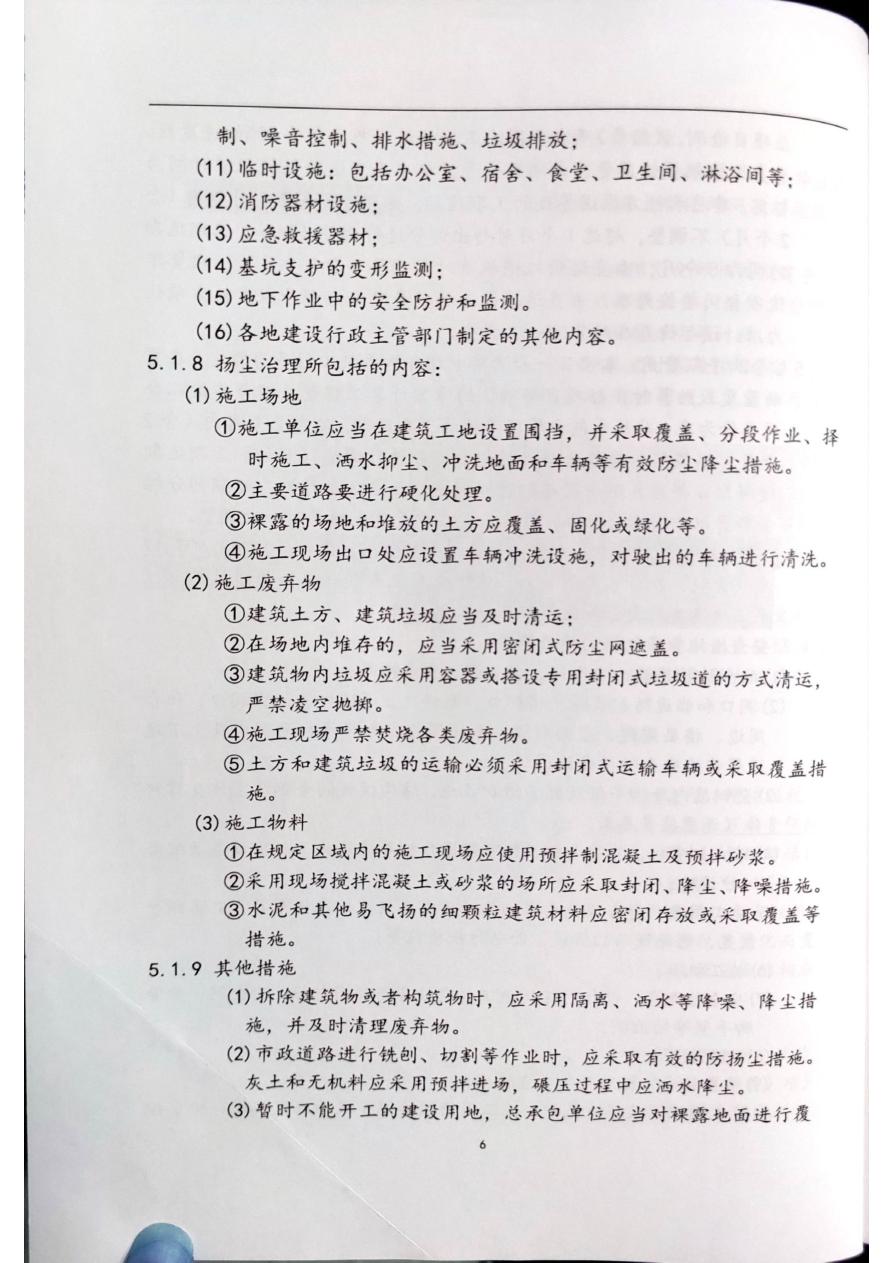 制、噪音控制、排水措施、垃圾排放；
(11) 临时设施：包括办公室、宿舍、食堂、卫生间、淋浴间等；
(12) 消防器材设施；
(13) 应急救援器材；
(14) 基坑支护的变形监测；
(15) 地下作业中的安全防护和监测。
(16) 各地建设行政主管部门制定的其他内容。
5.1.8 扬尘治理所包括的内容：
(1) 施工场地
①施工单位应当在建筑工地设置围挡，并采取覆盖、分段作业、择
时施工、洒水抑尘、冲洗地面和车辆等有效防尘降尘措施。
②主要道路要进行硬化处理。
③裸露的场地和堆放的土方应覆盖、固化或绿化等。
④施工现场出口处应设置车辆冲洗设施，对驶出的车辆进行清洗。
(2) 施工废弃物
①建筑土方、建筑垃圾应当及时清运；
②在场地内堆存的，应当采用密闭式防尘网遮盖。
③建筑物内垃圾应采用容器或搭设专用封闭式垃圾道的方式清运，
严禁凌空抛掷。
④施工现场严禁焚烧各类废弃物。
⑤土方和建筑垃圾的运输必须采用封闭式运输车辆或采取覆盖措
施。
(3) 施工物料
①在规定区域内的施工现场应使用预拌制混凝土及预拌砂浆。
②采用现场搅拌混凝土或砂浆的场所应采取封闭、降尘、降噪措施。
③水泥和其他易飞扬的细颗粒建筑材料应密闭存放或采取覆盖等
措施。
5.1.9 其他措施
(1) 拆除建筑物或者构筑物时，应采用隔离、洒水等降噪、降尘措
施，并及时清理废弃物。
(2) 市政道路进行铣刨、切割等作业时，应采取有效的防扬尘措施。
灰土和无机料应采用预拌进场，碾压过程中应洒水降尘。
(3) 暂时不能开工的建设用地，总承包单位应当对裸露地面进行覆
6